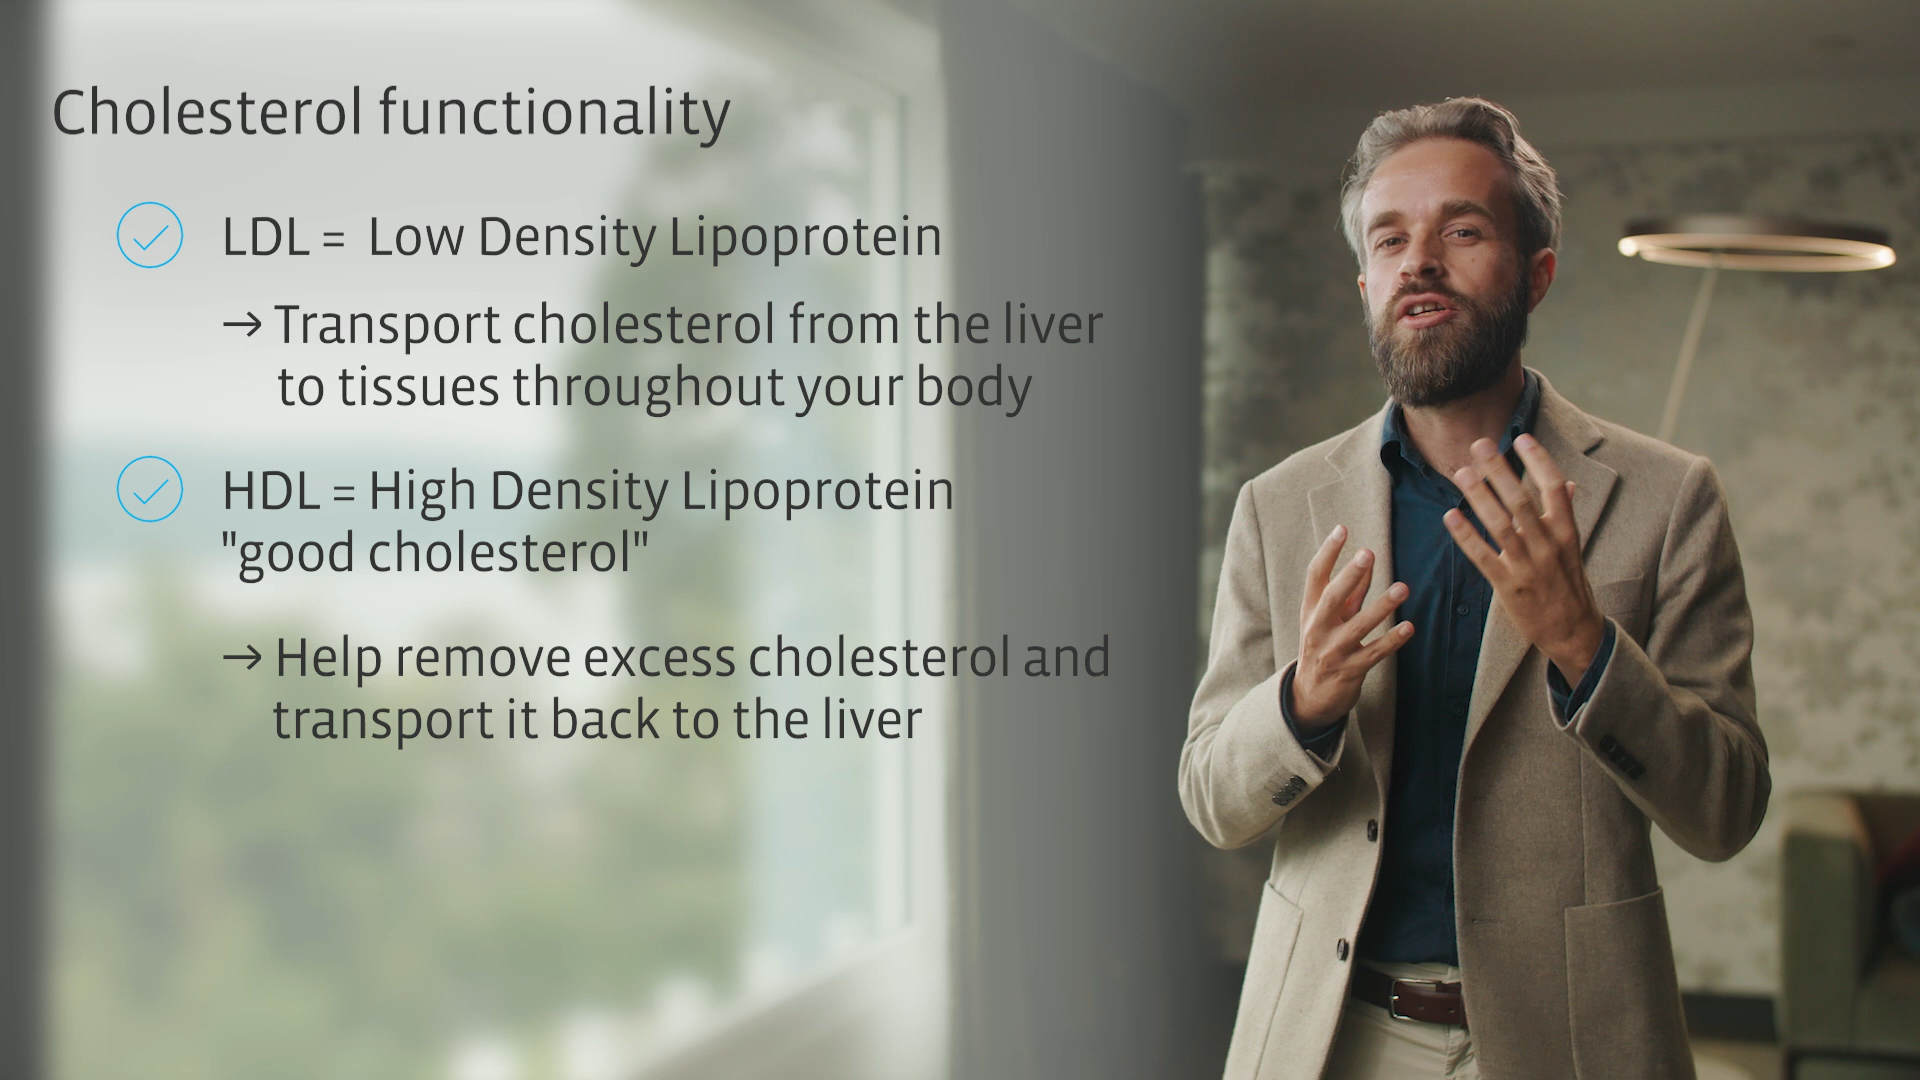 Cholesterol functionality
LDL = Low Density Lipoprotein
→ Transport cholesterol from the liver
to tissues throughout your body
HDL = High Density Lipoprotein
"good cholesterol"
→ Help remove excess cholesterol and
transport it back to the liver